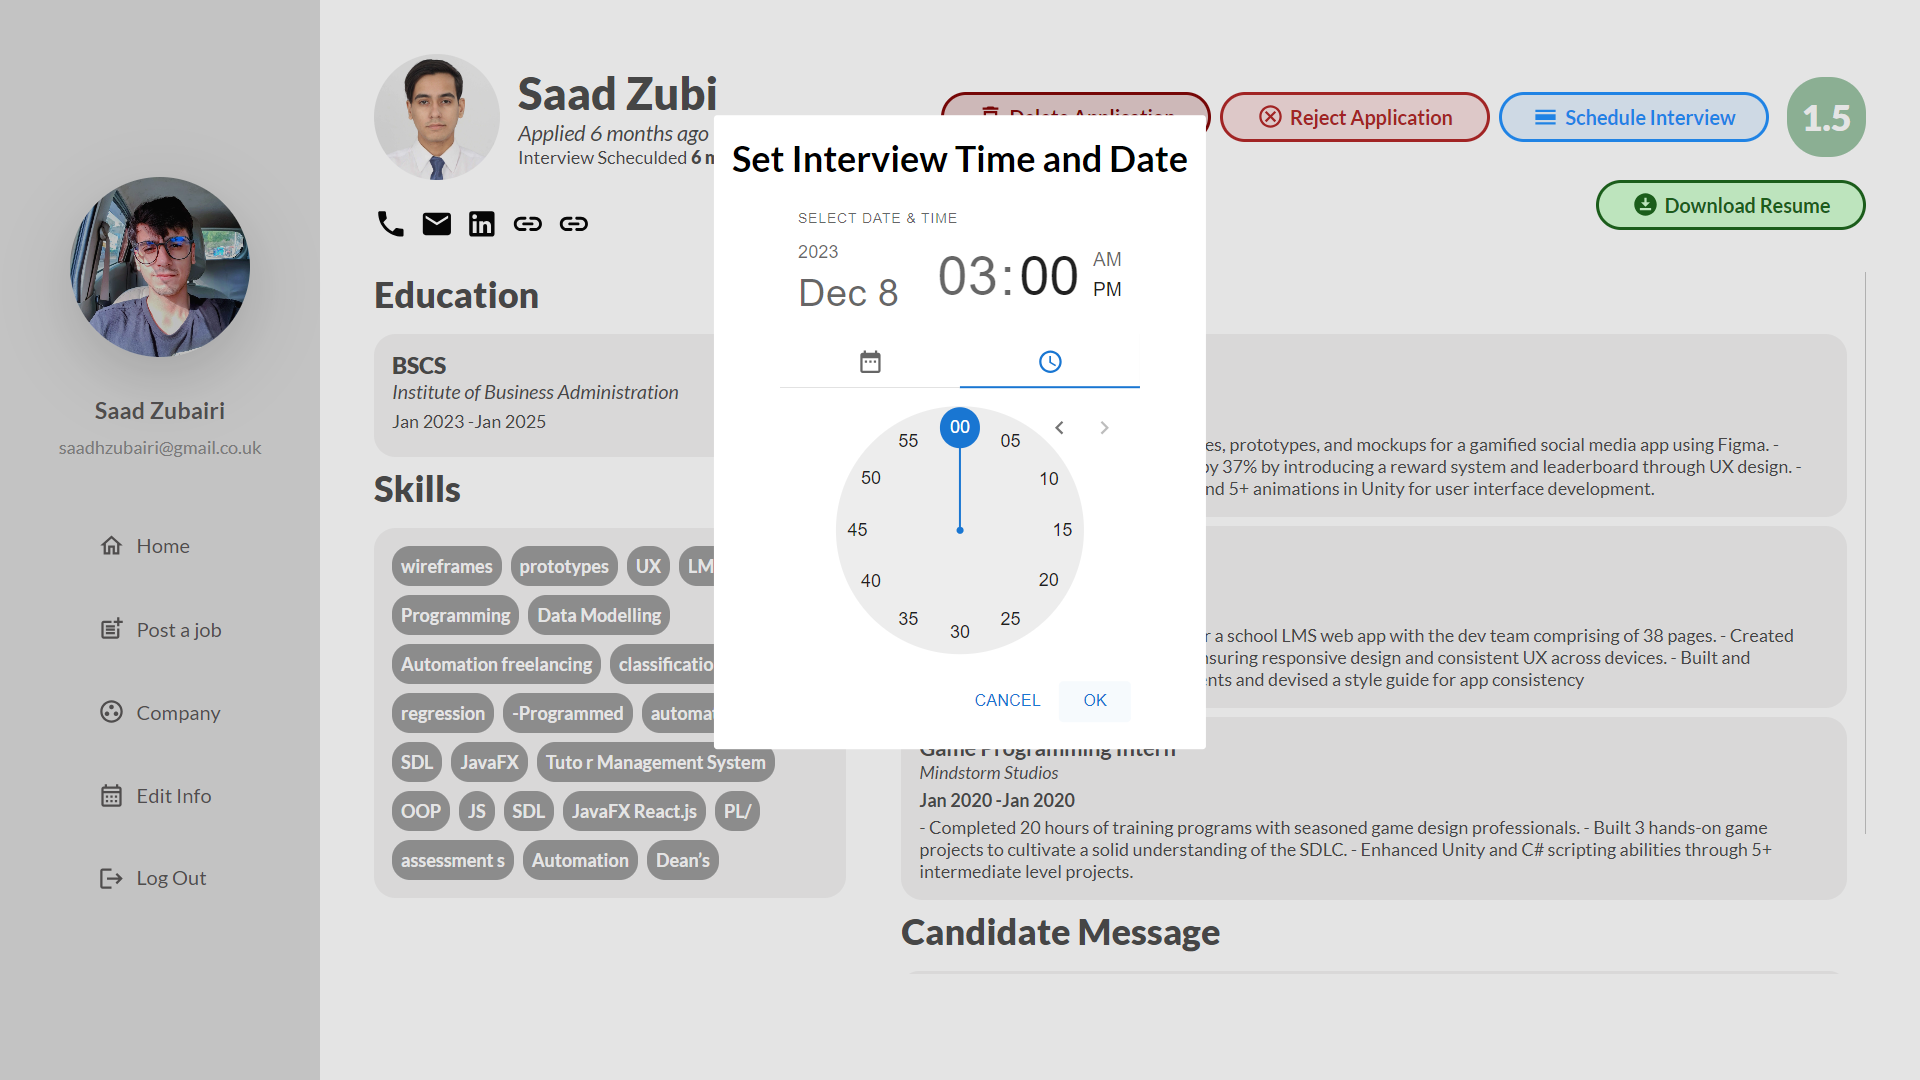 Saad Zubairi
saadhzubairi@gmail.co.uk
Home
Post a job
Company
Edit Info
Log Out
Saad Zubi
Applied 6 months ago
Interview Scheculded 6
Delete Application
Reject Application
Schedule Interview
1.5
Download Resume
Education
BSCS
Institute of Business Administration
Jan 2023 -Jan 2025
Skills
wireframes prototypes UX LM
Programming Data Modelling
Automation freelancing classificatio
regression -Programmed automa
SDL JavaFX Tuto r Management System
OOP JS SDL JavaFX React.js PL/
assessment s Automation Dean's
Set Interview Time and Date
SELECT DATE & TIME
2023
Dec 8
03:00
AM
PM
00
05
10
15
20
25
30
35
40
45
50
55
CANCEL OK
es, prototypes, and mockups for a gamified social media app using Figma. -
by 37% by introducing a reward system and leaderboard through UX design. -
nd 5+ animations in Unity for user interface development.
r a school LMS web app with the dev team comprising of 38 pages. - Created
nsuring responsive design and consistent UX across devices. - Built and
nts and devised a style guide for app consistency
Game Programming Intern
Mindstorm Studios
Jan 2020 -Jan 2020
- Completed 20 hours of training programs with seasoned game design professionals. - Built 3 hands-on game
projects to cultivate a solid understanding of the SDLC. - Enhanced Unity and C# scripting abilities through 5+
intermediate level projects.
Candidate Message